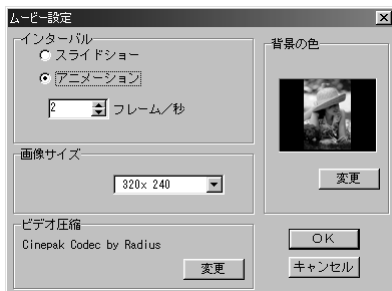 ムービー設定
インターバル
スライドショー
アニメーション
2 フレーム／秒
画像サイズ
320x 240
ビデオ圧縮
Cinepak Codec by Radius
変更
背景の色
変更
OK
キャンセル